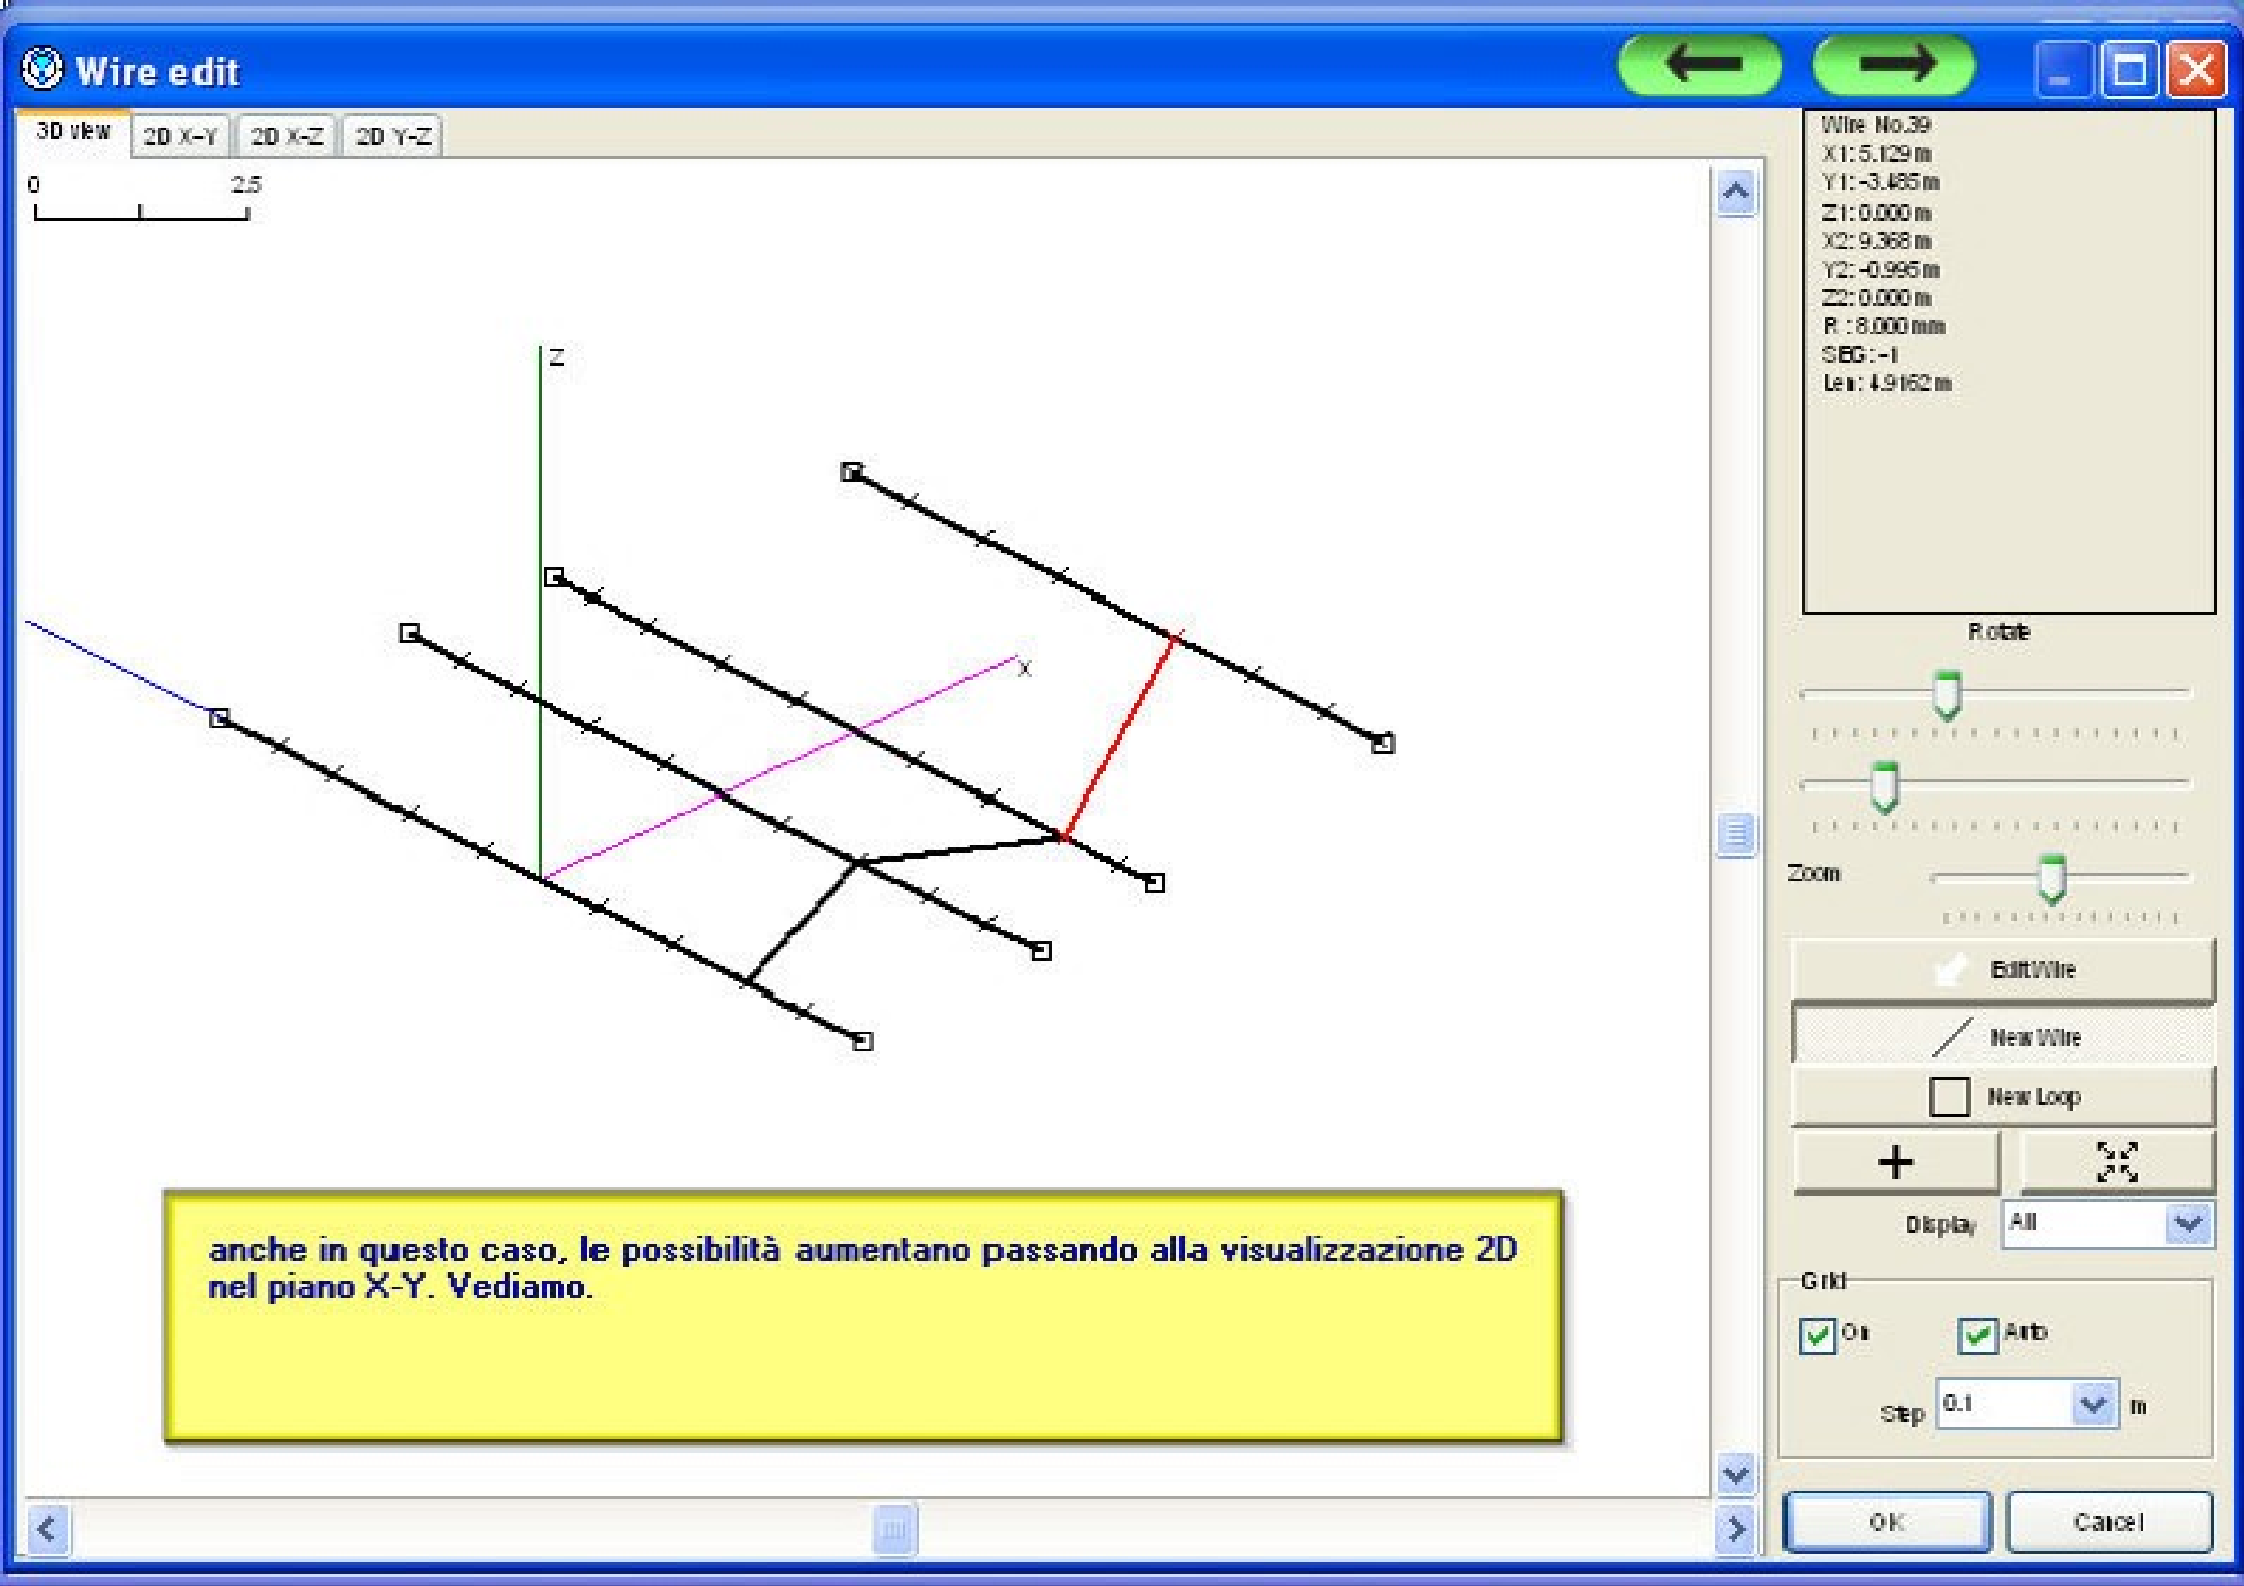 Wire edit
3D view
2D X-Y
2D X-Z
2D Y-Z
0 2.5
Z
X
Wire No.39
X1:5.129 m
Y1:-3.485 m
Z1:0.000 m
X2:9.368 m
Y2:-0.995 m
Z2:0.000 m
R :8.000 mm
SEG:-1
Len:4.9162 m
Rotate
Zoom
Edit Wire
New Wire
New Loop
Display All
Grid
On Auto
Step 0.1 m
OK Cancel
anche in questo caso, le possibilità aumentano passando alla visualizzazione 2D
nel piano X-Y. Vediamo.